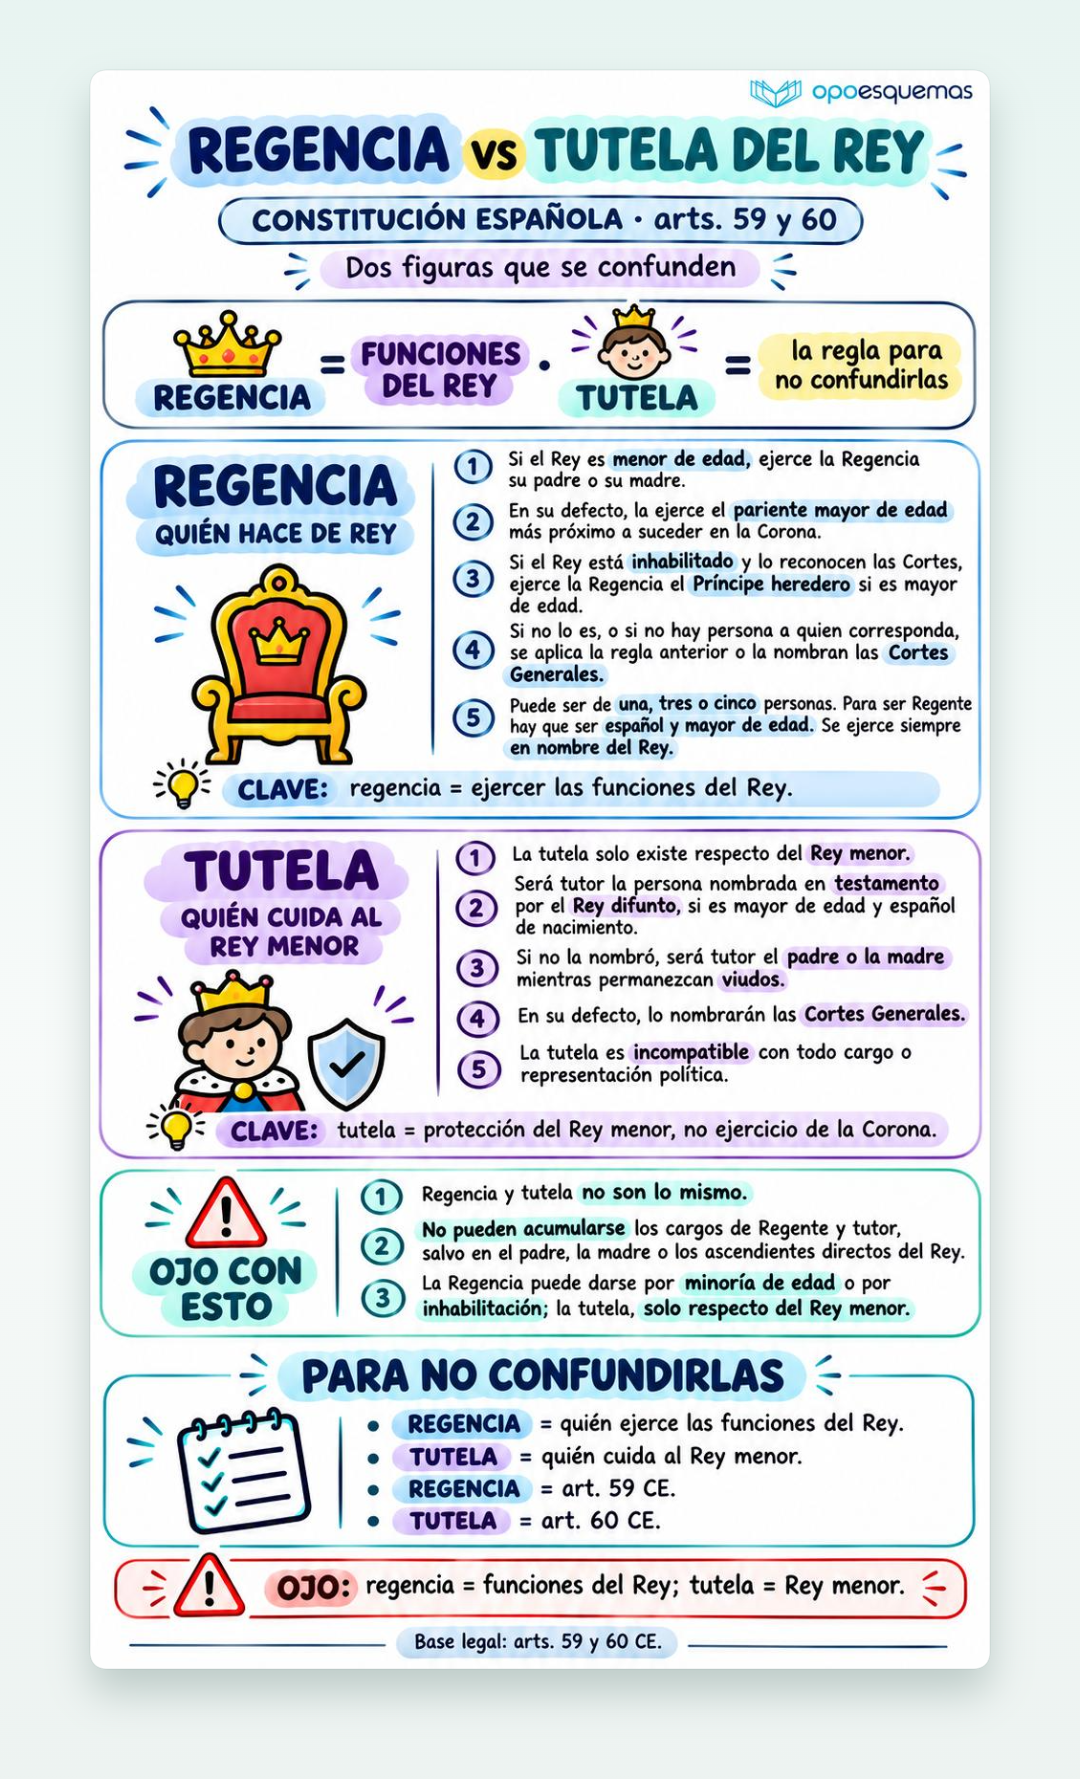 opoesquemas
REGENCIA VS TUTELA DEL REY
CONSTITUCIÓN ESPAÑOLA · arts. 59 y 60
Dos figuras que se confunden
REGENCIA
=
FUNCIONES
DEL REY
·
TUTELA
=
la regla para
no confundirlas
REGENCIA
QUIÉN HACE DE REY
1 Si el Rey es menor de edad, ejerce la Regencia
su padre o su madre.
2 En su defecto, la ejerce el pariente mayor de edad
más próximo a suceder en la Corona.
3 Si el Rey está inhabilitado y lo reconocen las Cortes,
ejerce la Regencia el Príncipe heredero si es mayor
de edad.
4 Si no lo es, o si no hay persona a quien corresponda,
se aplica la regla anterior o la nombran las Cortes
Generales.
5 Puede ser de una, tres o cinco personas. Para ser Regente
hay que ser español y mayor de edad. Se ejerce siempre
en nombre del Rey.
CLAVE: regencia = ejercer las funciones del Rey.
TUTELA
QUIÉN CUIDA AL
REY MENOR
1 La tutela solo existe respecto del Rey menor.
2 Será tutor la persona nombrada en testamento
por el Rey difunto, si es mayor de edad y español
de nacimiento.
3 Si no la nombró, será tutor el padre o la madre
mientras permanezcan viudos.
4 En su defecto, lo nombrarán las Cortes Generales.
5 La tutela es incompatible con todo cargo o
representación política.
CLAVE: tutela = protección del Rey menor, no ejercicio de la Corona.
OJO CON
ESTO
1 Regencia y tutela no son lo mismo.
2 No pueden acumularse los cargos de Regente y tutor,
salvo en el padre, la madre o los ascendientes directos del Rey.
3 La Regencia puede darse por minoría de edad o por
inhabilitación; la tutela, solo respecto del Rey menor.
PARA NO CONFUNDIRLAS
• REGENCIA = quién ejerce las funciones del Rey.
• TUTELA = quién cuida al Rey menor.
• REGENCIA = art. 59 CE.
• TUTELA = art. 60 CE.
OJO: regencia = funciones del Rey; tutela = Rey menor.
Base legal: arts. 59 y 60 CE.